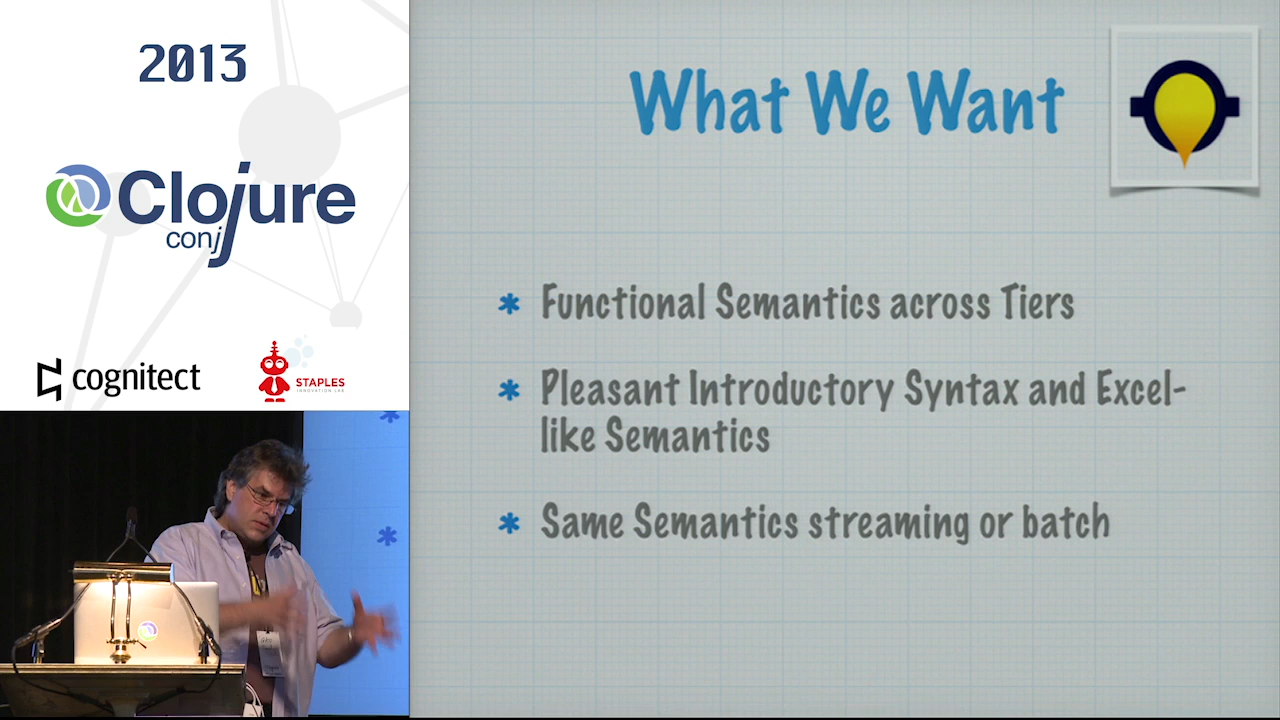 2013
Clojure
conj
cognitect
STAPLES
INNOVATION LAB
What We Want
* Functional Semantics across Tiers
* Pleasant Introductory Syntax and Excel-
like Semantics
* Same Semantics streaming or batch